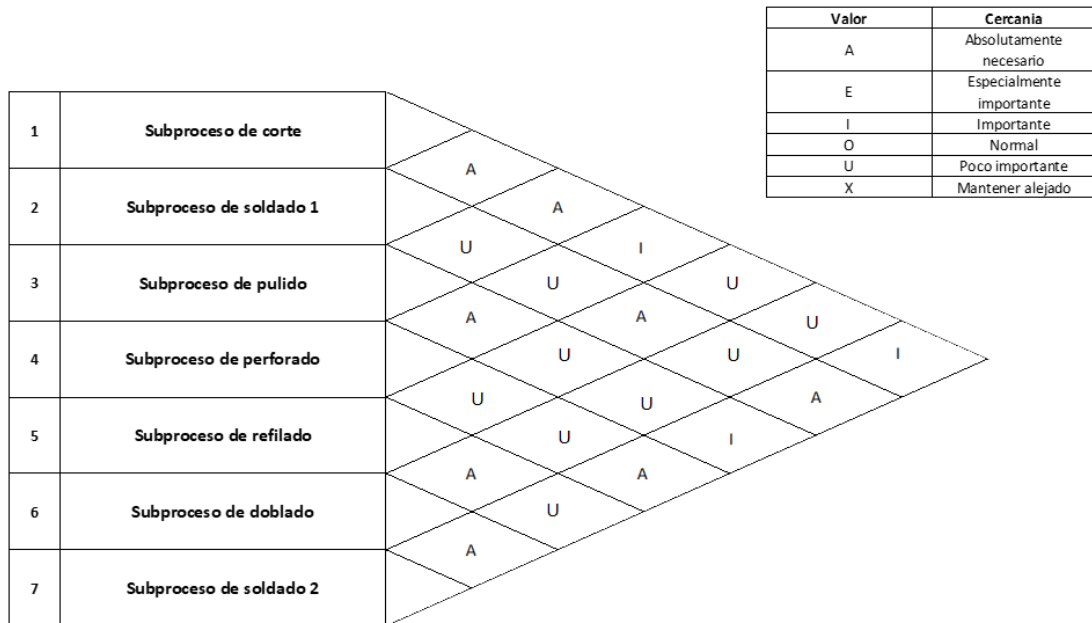 Valor Cercania
A Absolutamente
necesario
E Especialmente
importante
I Importante
O Normal
U Poco importante
X Mantener alejado
1 Subproceso de corte
A
2 Subproceso de soldado 1
A
U I
3 Subproceso de pulido
U U
A A U
4 Subproceso de perforado
U U I
U U A
5 Subproceso de refilado
U I
A A
6 Subproceso de doblado
U
A
7 Subproceso de soldado 2